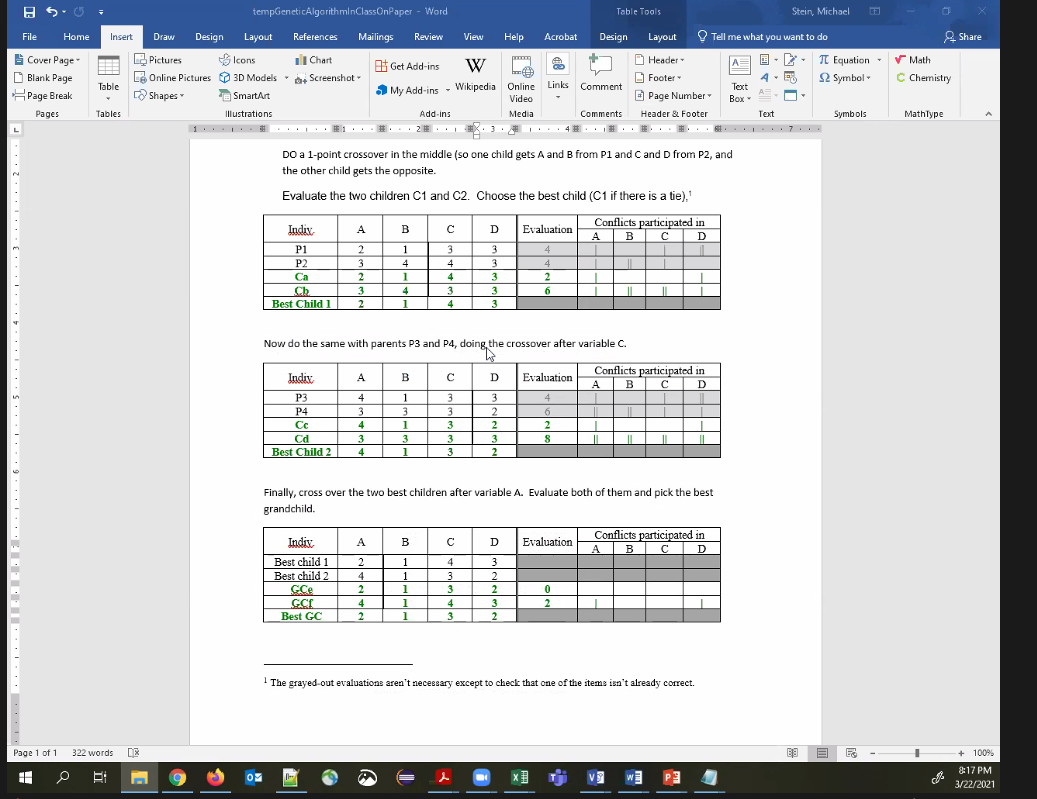 tempGeneticAlgorithmInClassOnPaper - Word
Table Tools
Stein, Michael
File Home Insert Draw Design Layout References Mailings Review View Help Acrobat Design Layout Tell me what you want to do Share
Cover Page
Blank Page
Page Break
Pages
Table
Tables
Pictures
Online Pictures
Shapes
Icons
3D Models
SmartArt
Chart
Screenshot
Illustrations
Get Add-ins
My Add-ins
Wikipedia
Add-ins
Online Video
Media
Links
Comment
Comments
Header
Footer
Page Number
Header & Footer
Text Box
Text
Equation
Symbol
Symbols
Math
Chemistry
MathType
DO a 1-point crossover in the middle (so one child gets A and B from P1 and C and D from P2, and
the other child gets the opposite.
Evaluate the two children C1 and C2. Choose the best child (C1 if there is a tie),1
Indiv. A B C D Evaluation Conflicts participated in
A B C D
P1 2 1 3 3 4 | | ||
P2 3 4 4 3 4 | || |
Ca 2 1 4 3 2 | |
Cb 3 4 3 3 6 | || || |
Best Child 1 2 1 4 3
Now do the same with parents P3 and P4, doing the crossover after variable C.
Indiv. A B C D Evaluation Conflicts participated in
A B C D
P3 4 1 3 3 4 | | ||
P4 3 3 3 2 6 || || | |
Cc 4 1 3 2 2 | |
Cd 3 3 3 3 8 || || || ||
Best Child 2 4 1 3 2
Finally, cross over the two best children after variable A. Evaluate both of them and pick the best
grandchild.
Indiv. A B C D Evaluation Conflicts participated in
A B C D
Best child 1 2 1 4 3
Best child 2 4 1 3 2
GCe 2 1 3 2 0
GCf 4 1 4 3 2 | |
Best GC 2 1 3 2
1 The grayed-out evaluations aren't necessary except to check that one of the items isn't already correct.
Page 1 of 1 322 words 100%
8:17 PM
3/22/2021